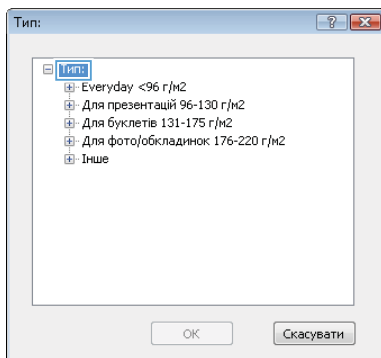 Тип:
Тип:
Everyday <96 г/м2
Для презентацій 96-130 г/м2
Для буклетів 131-175 г/м2
Для фото/обкладинок 176-220 г/м2
Інше
ОК
Скасувати